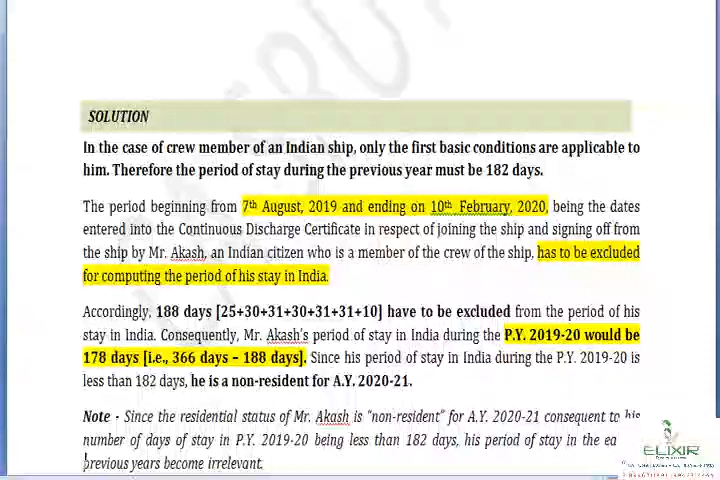 SOLUTION
In the case of crew member of an Indian ship, only the first basic conditions are applicable to
him. Therefore the period of stay during the previous year must be 182 days.
The period beginning from 7th August, 2019 and ending on 10th February, 2020, being the dates
entered into the Continuous Discharge Certificate in respect of joining the ship and signing off from
the ship by Mr. Akash, an Indian citizen who is a member of the crew of the ship, has to be excluded
for computing the period of his stay in India.
Accordingly, 188 days [25+30+31+30+31+31+10] have to be excluded from the period of his
stay in India. Consequently, Mr. Akash's period of stay in India during the P.Y. 2019-20 would be
178 days [i.e., 366 days – 188 days]. Since his period of stay in India during the P.Y. 2019-20 is
less than 182 days, he is a non-resident for A.Y. 2020-21.
Note - Since the residential status of Mr. Akash is "non-resident" for A.Y. 2020-21 consequent to his
number of days of stay in P.Y. 2019-20 being less than 182 days, his period of stay in the ea
previous years become irrelevant.
ELIXIR